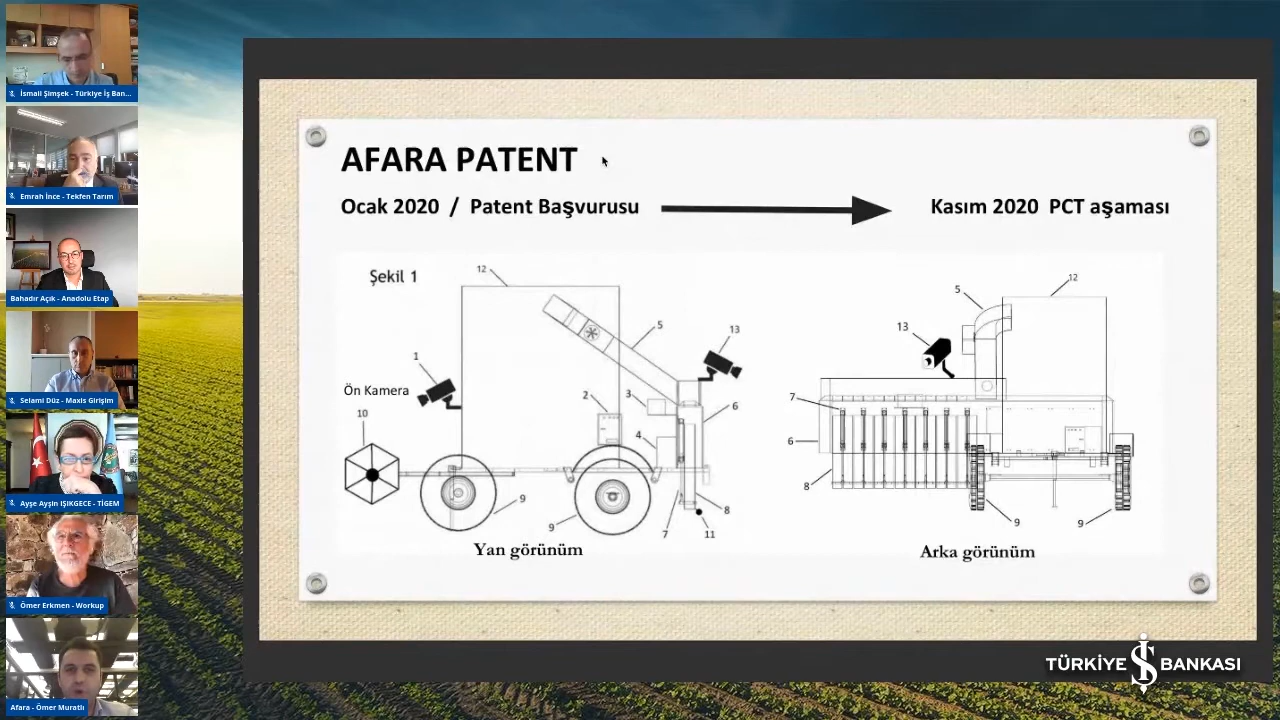 İsmail Şimşek - Türkiye İş Ban...
Emrah İnce - Tekfen Tarım
Bahadır Açık - Anadolu Etap
Selami Düz - Maxis Girişim
Ayşe Ayşin IŞIKGECE - TİGEM
Ömer Erkmen - Workup
Afara - Ömer Muratlı
AFARA PATENT
Ocak 2020 / Patent Başvurusu
Kasım 2020 PCT aşaması
Şekil 1
12
5
13
1
Ön Kamera
10
2
3
4
6
9
9
7
8
11
Yan görünüm
12
5
13
7
6
8
9
9
Arka görünüm
TÜRKİYE İŞ BANKASI